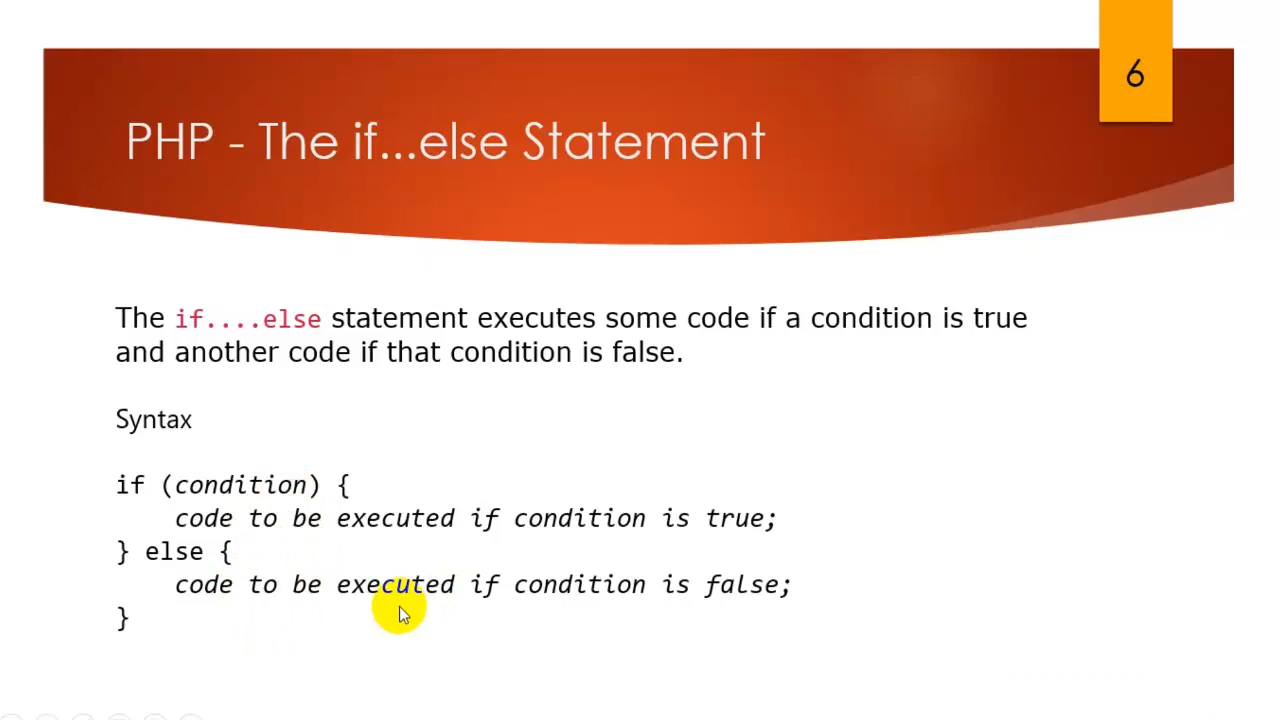 6
PHP - The if...else Statement
The if....else statement executes some code if a condition is true
and another code if that condition is false.
Syntax
if (condition) {
    code to be executed if condition is true;
} else {
    code to be executed if condition is false;
}